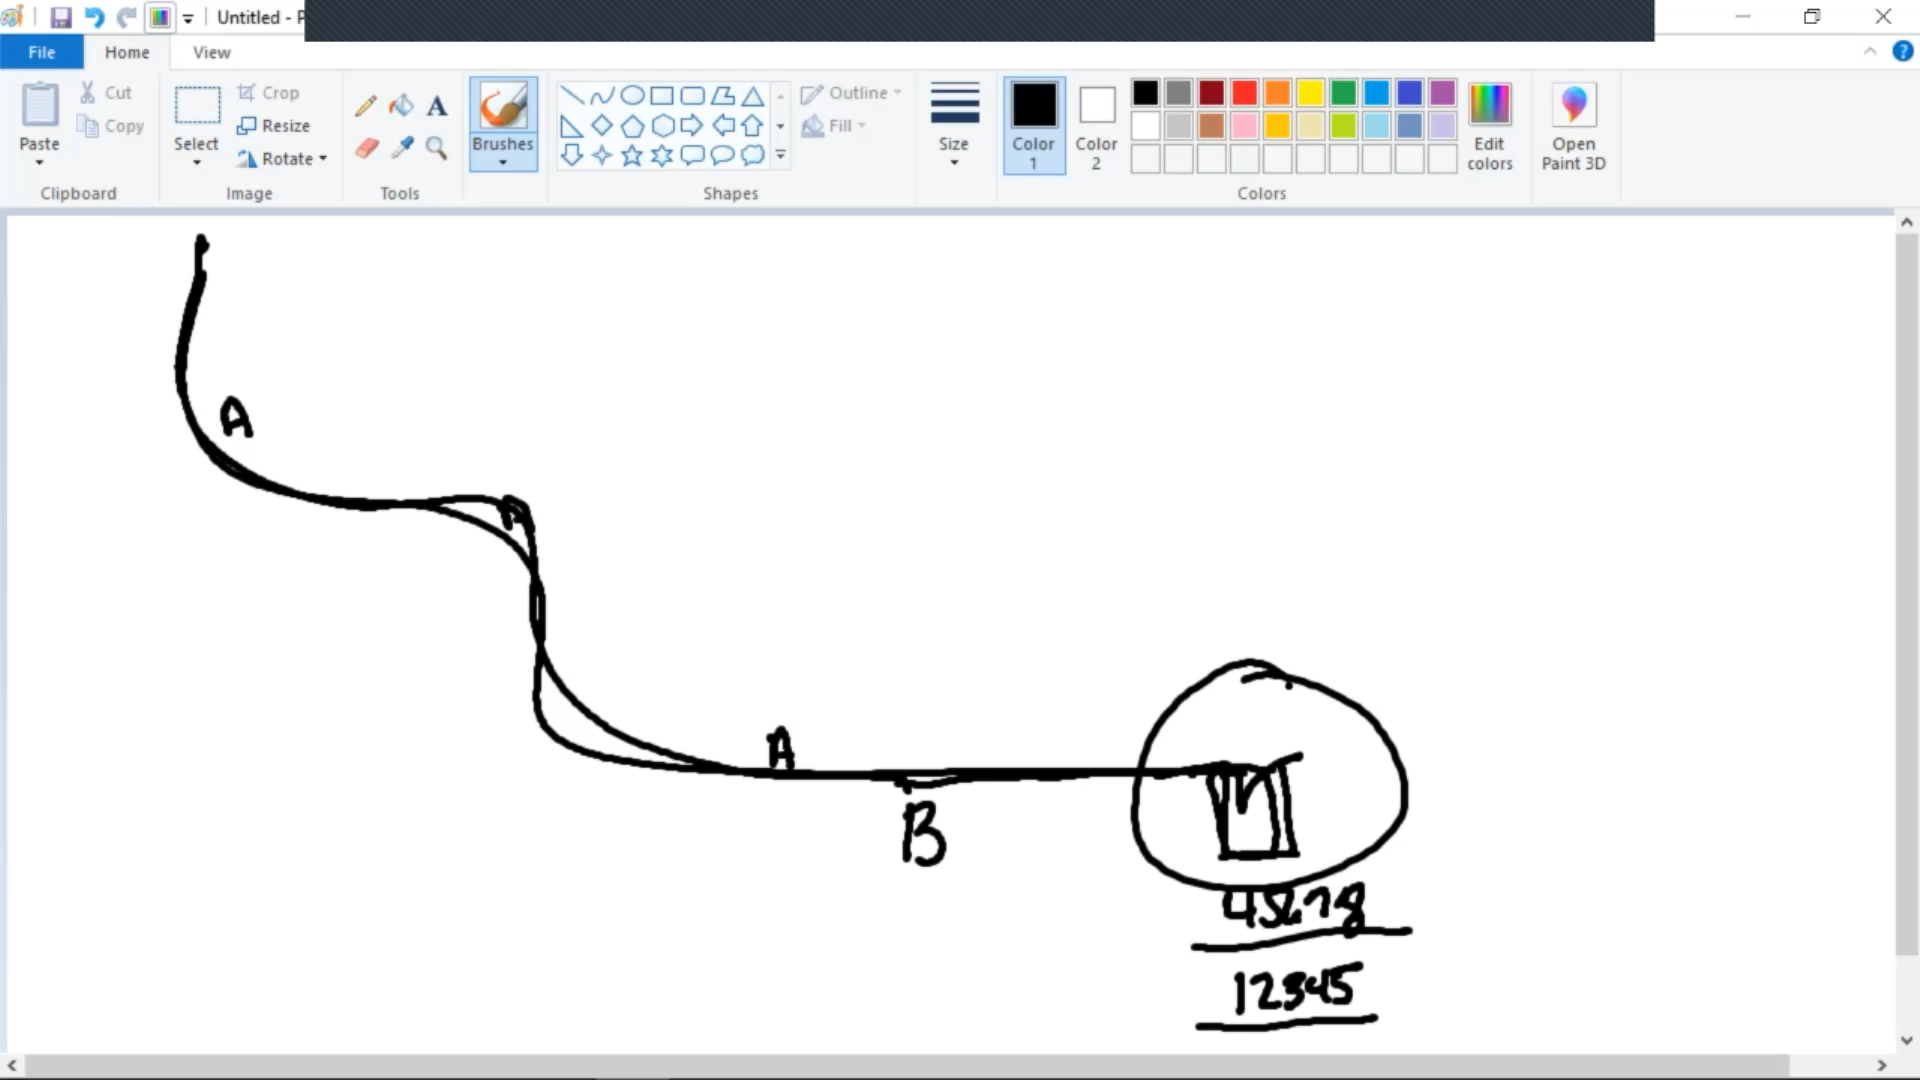 Untitled - P
File Home View
Paste
Cut
Copy
Clipboard
Select
Crop
Resize
Rotate
Image
A
Tools
Brushes
Outline
Fill
Shapes
Size
Color 1
Color 2
Edit colors
Colors
Open Paint 3D
A
A
B
12345